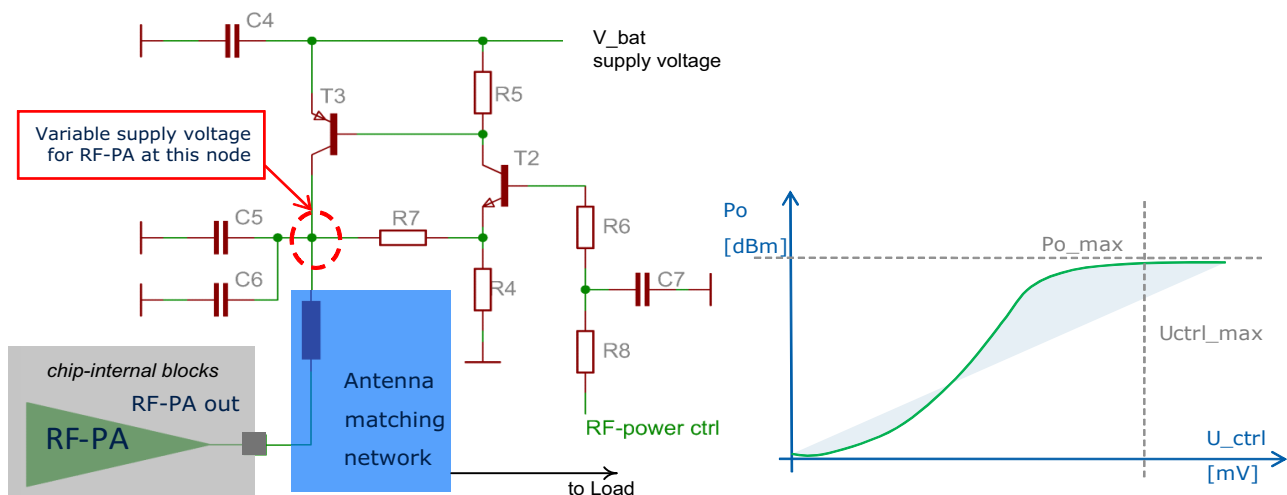 C4
V_bat
supply voltage
T3
R5
Variable supply voltage
for RF-PA at this node
T2
C5
R7
R6
C6
R4
C7
R8
chip-internal blocks
RF-PA out
RF-PA
Antenna
matching
network
RF-power ctrl
to Load
Po
[dBm]
Po_max
Uctrl_max
U_ctrl
[mV]